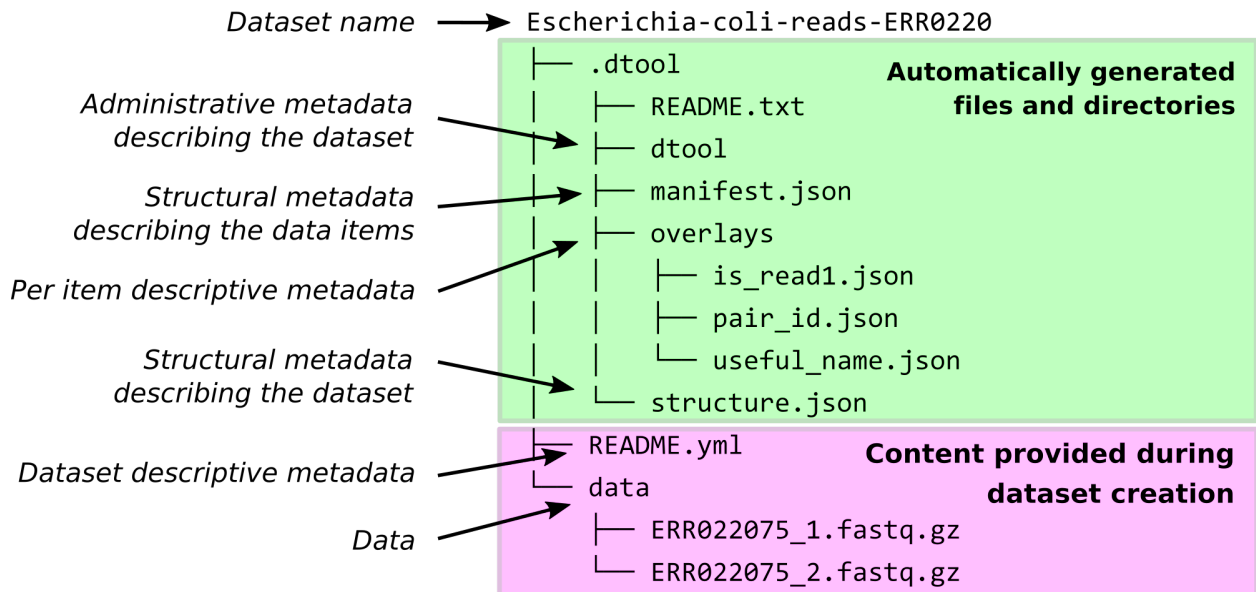 Dataset name
Escherichia-coli-reads-ERR0220
.dtool
Automatically generated
files and directories
README.txt
Administrative metadata
describing the dataset
dtool
Structural metadata
describing the data items
manifest.json
overlays
Per item descriptive metadata
is_read1.json
pair_id.json
useful_name.json
Structural metadata
describing the dataset
structure.json
README.yml
Content provided during
dataset creation
Dataset descriptive metadata
data
Data
ERR022075_1.fastq.gz
ERR022075_2.fastq.gz